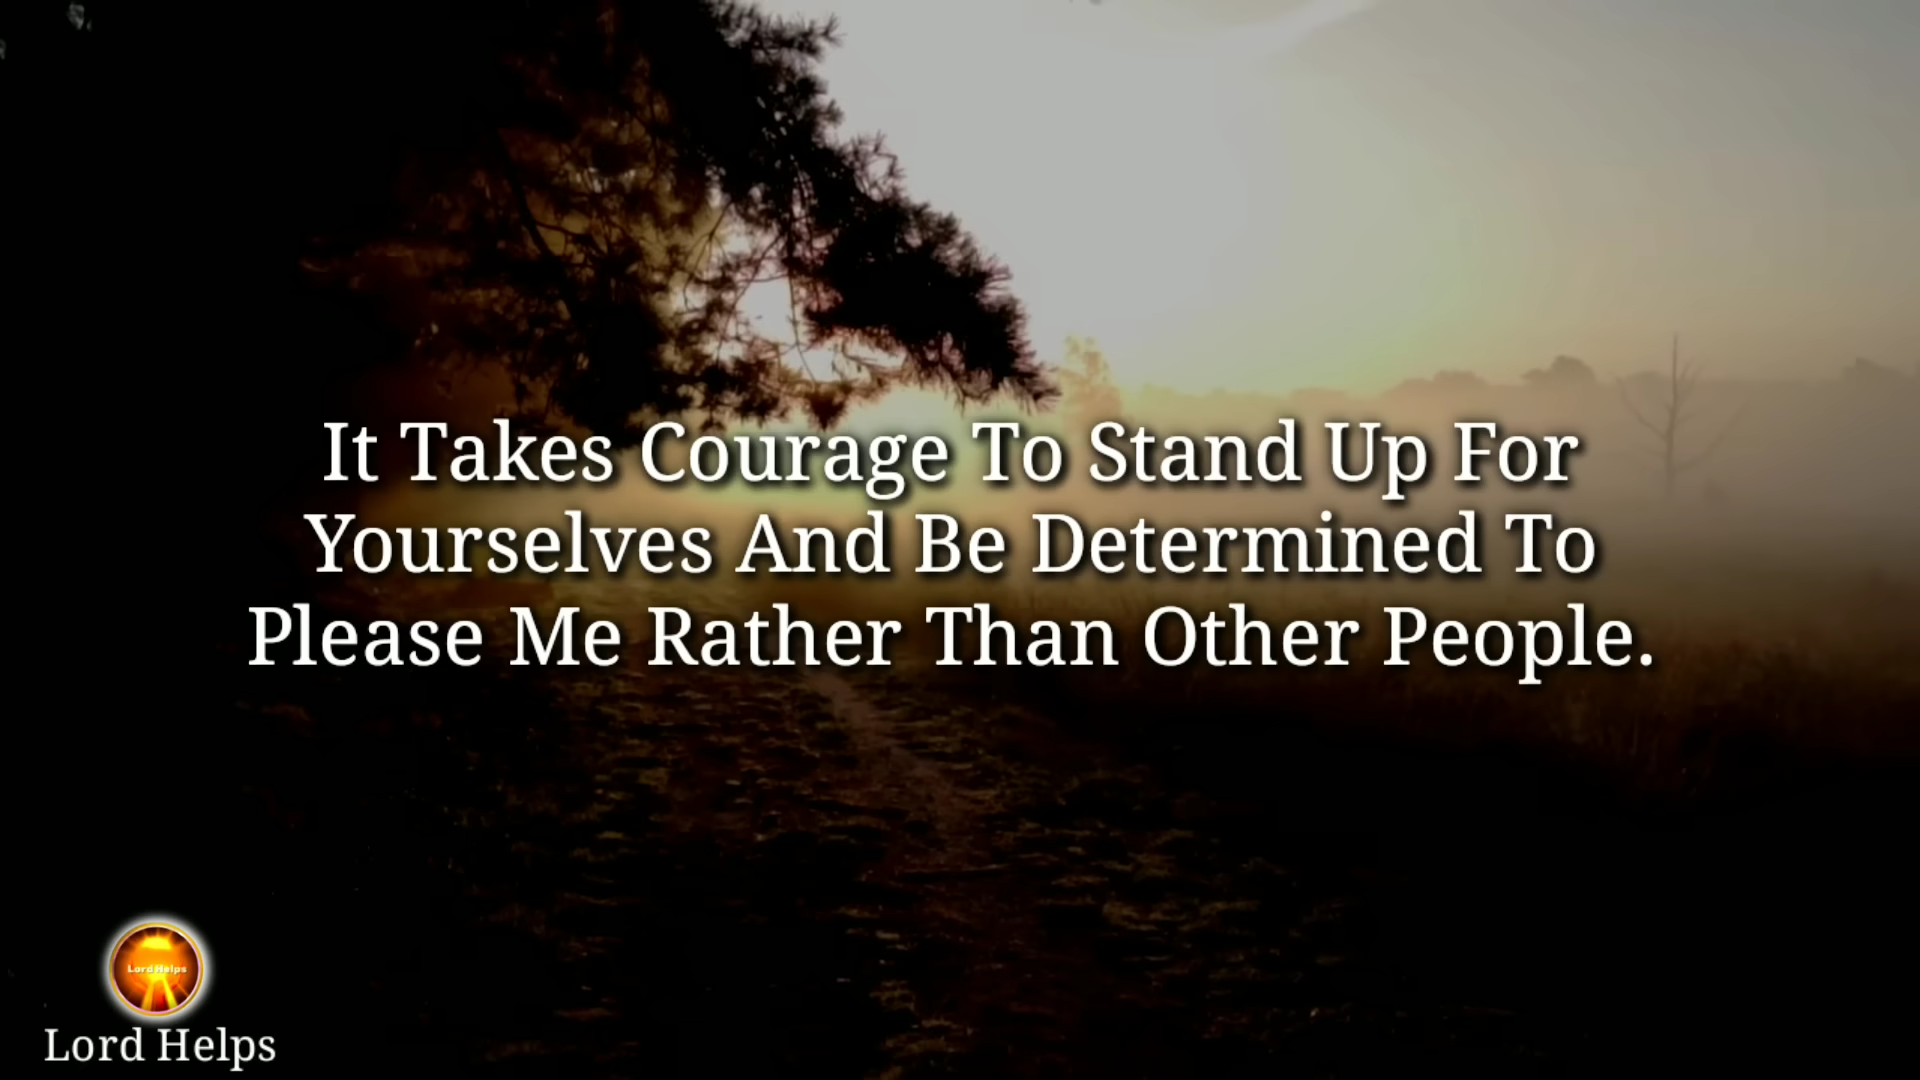 It Takes Courage To Stand Up For
Yourselves And Be Determined To
Please Me Rather Than Other People.
Lord Helps
Lord Helps